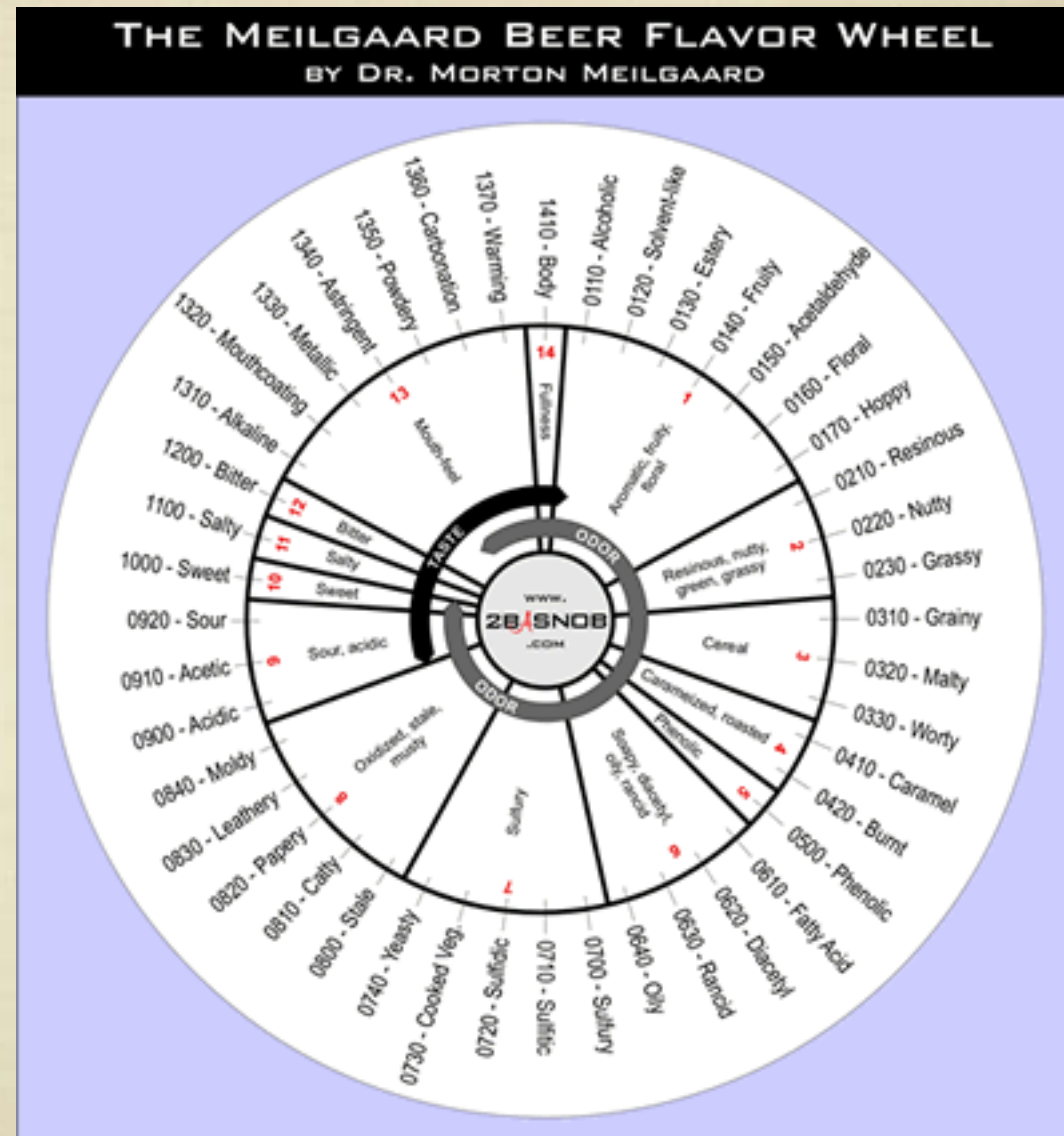 THE MEILGAARD BEER FLAVOR WHEEL
BY DR. MORTON MEILGAARD
1410 - Body
0110 - Alcoholic
0120 - Solvent-like
0130 - Estery
0140 - Fruity
0150 - Acetaldehyde
0160 - Floral
0170 - Hoppy
0210 - Resinous
0220 - Nutty
0230 - Grassy
0310 - Grainy
0320 - Malty
0330 - Worty
0410 - Caramel
0420 - Burnt
0500 - Phenolic
0610 - Fatty Acid
0620 - Diacetyl
0630 - Rancid
0640 - Oily
0700 - Sulfury
0710 - Sulfitic
0720 - Sulfidic
0730 - Cooked Veg.
0740 - Yeasty
0800 - Stale
0810 - Catty
0820 - Papery
0830 - Leathery
0840 - Moldy
0900 - Acidic
0910 - Acetic
0920 - Sour
1000 - Sweet
1100 - Salty
1200 - Bitter
1310 - Alkaline
1320 - Mouthcoating
1330 - Metallic
1340 - Astringent
1350 - Powdery
1360 - Carbonation
1370 - Warming
14
Fullness
1
Aromatic, fruity,
floral
2
Resinous, nutty,
green, grassy
3
Cereal
4
Carameized, roasted
5
Phenolic
6
Soapy, diacetyl,
oily, rancid
7
Sulfury
8
Oxidized, stale,
musty
9
Sour, acidic
10
Sweet
11
Salty
12
Bitter
13
Mouth-feel
TASTE
ODOR
ODOR
WWW.
2BASNOB
.COM